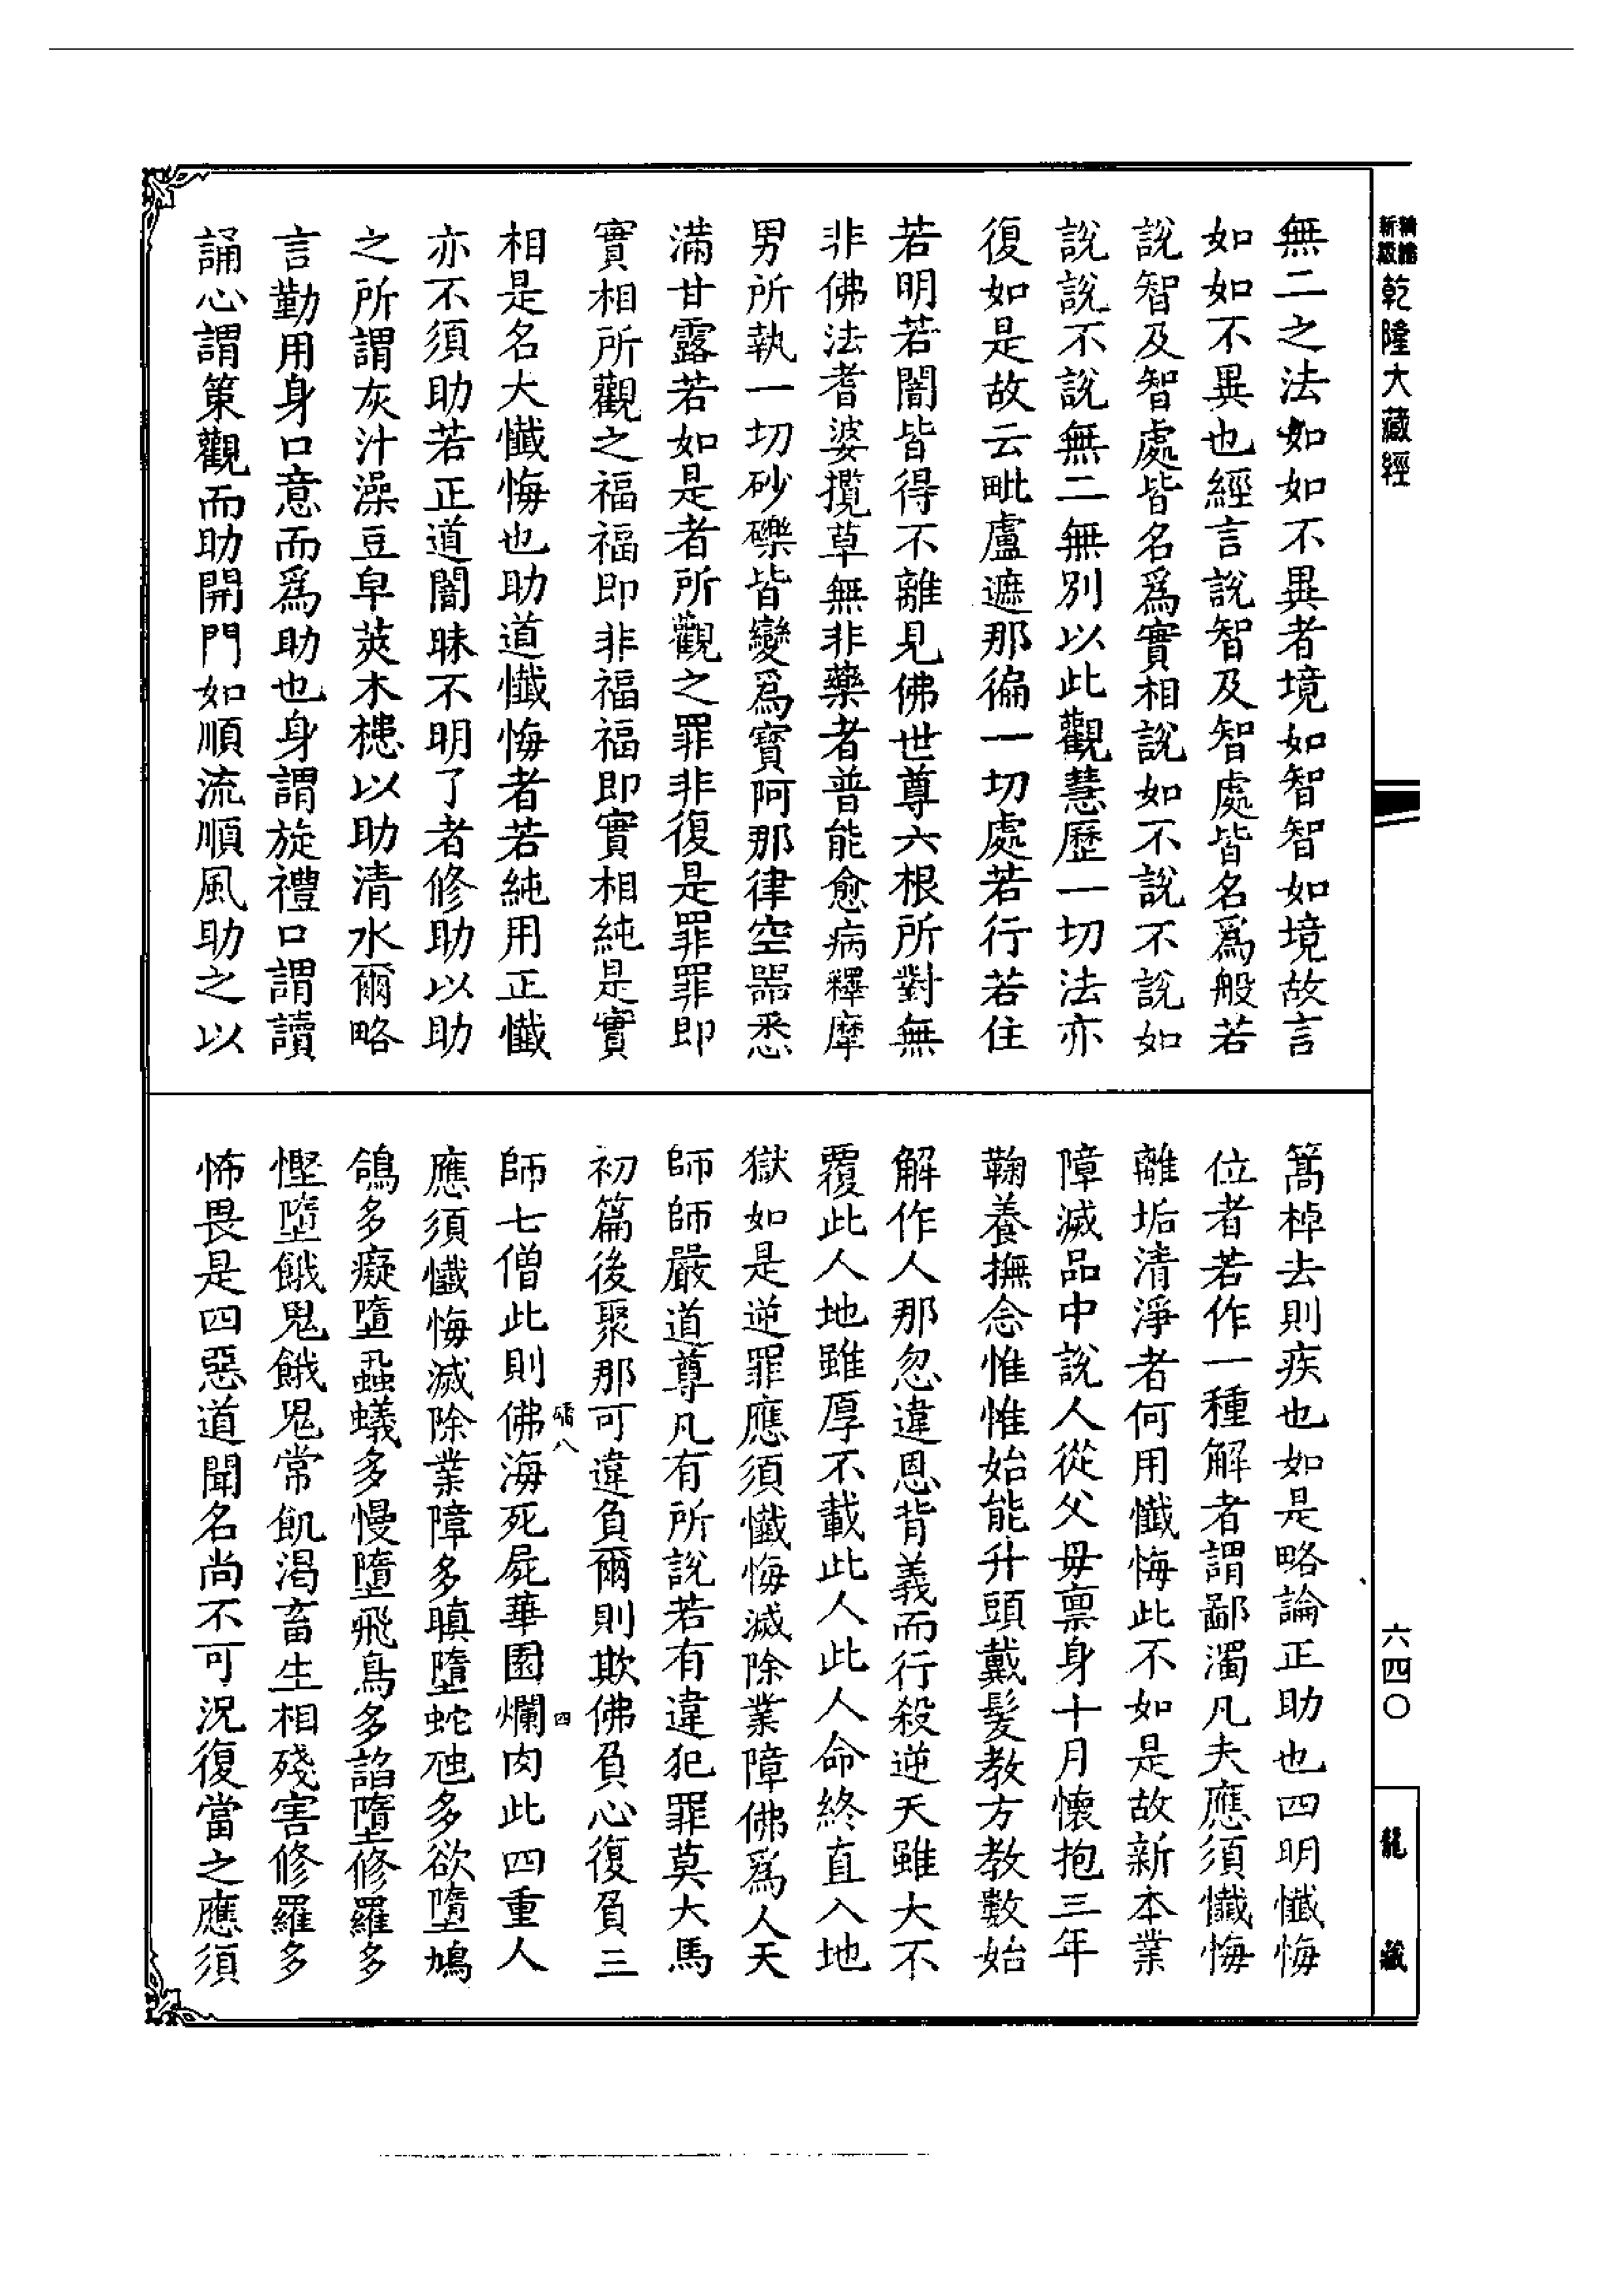 乾隆大藏經
六四〇
龍藏
無二之法如如不異者境如智智如境故言
如如不異也經言說智及智處皆名爲般若
說智及智處皆名爲實相說如不說不說如
說說不說無二無別以此觀慧歷一切法亦
復如是故云毗盧遮那徧一切處若行若住
若明若闇皆得不離見佛世尊六根所對無
非佛法耆婆攬草無非藥者普能愈病釋摩
男所執一切砂礫皆變爲寶阿那律空器悉
滿甘露若如是者所觀之罪非復是罪罪即
實相所觀之福福即非福福即實相純是實
相是名大懺悔也助道懺悔者若純用正懺
亦不須助若正道闇昧不明了者修助以助
之所謂灰汁澡豆皁莢木槵以助清水爾略
言勤用身口意而爲助也身謂旋禮口謂讀
誦心謂策觀而助開門如順流順風助之以
篙棹去則疾也如是略論正助也四明懺悔
位者若作一種解者謂鄙濁凡夫應須懺悔
離垢清淨者何用懺悔此不如是故新本業
障滅品中說人從父毋禀身十月懷抱三年
鞠養撫念惟惟始能升頭戴髮教方教數始
解作人那忽違恩背義而行殺逆天雖大不
覆此人地雖厚不載此人此人命終直入地
獄如是逆罪應須懺悔滅除業障佛爲人天
師師嚴道尊凡有所說若有違犯罪莫大焉
初篇後聚那可違負爾則欺佛負心復負三
師七僧此則佛海死屍華園爛肉此四重人
八
四
應須懺悔滅除業障多瞋墮蛇虺多欲墮鳩
鴿多癡墮蝨蟻多慢墮飛鳥多諂墮修羅多
慳墮餓鬼餓鬼常飢渴畜生相殘害修羅多
怖畏是四惡道聞名尚不可況復當之應須